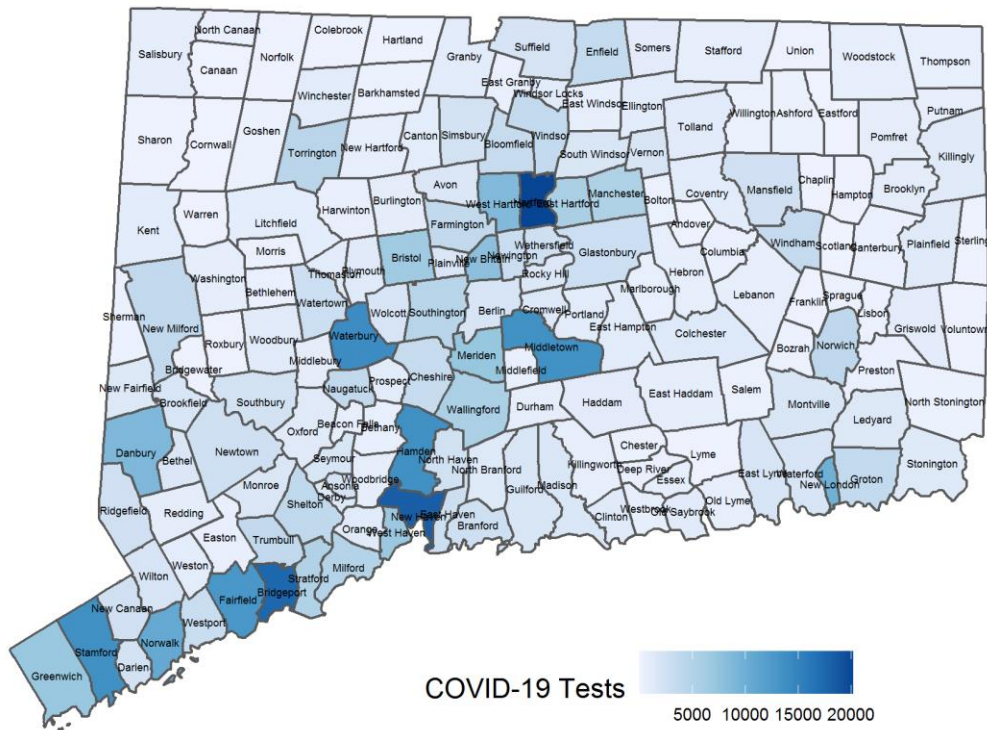 North Canaan
Colebrook
Hartland
Suffield
Enfield
Somers
Stafford
Union
Woodstock
Thompson
Salisbury
Canaan
Norfolk
Granby
East Granby
Windsor Locks
Winchester
Barkhamsted
East Windsor
Ellington
Willington
Ashford
Eastford
Putnam
Sharon
Cornwall
Goshen
Torrington
New Hartford
Canton
Simsbury
Bloomfield
Windsor
South Windsor
Vernon
Tolland
Pomfret
Killingly
Avon
West Hartford
East Hartford
Manchester
Bolton
Coventry
Mansfield
Chaplin
Hampton
Brooklyn
Kent
Warren
Litchfield
Harwinton
Burlington
Farmington
Wethersfield
Glastonbury
Andover
Columbia
Windham
Scotland
Canterbury
Plainfield
Sterling
Morris
Bristol
Plainville
New Britain
Newington
Rocky Hill
Hebron
Washington
Bethlehem
Thomaston
Plymouth
Marlborough
Lebanon
Franklin
Sprague
Lisbon
Sherman
New Milford
Roxbury
Woodbury
Watertown
Waterbury
Wolcott
Southington
Berlin
Cromwell
Portland
East Hampton
Colchester
Bozrah
Norwich
Griswold
Voluntown
Bridgewater
Middlebury
Meriden
Middletown
Middlefield
Preston
New Fairfield
Brookfield
Southbury
Naugatuck
Prospect
Cheshire
Wallingford
Durham
Haddam
East Haddam
Salem
Montville
Ledyard
North Stonington
Danbury
Bethel
Newtown
Oxford
Beacon Falls
Bethany
Seymour
Hamden
North Haven
North Branford
Killingworth
Chester
Deep River
Essex
Lyme
East Lyme
Waterford
New London
Groton
Stonington
Ridgefield
Redding
Monroe
Shelton
Ansonia
Derby
Woodbridge
New Haven
East Haven
Guilford
Madison
Westbrook
Old Saybrook
Old Lyme
Easton
Trumbull
Orange
West Haven
Branford
Clinton
Wilton
Weston
Stratford
Milford
New Canaan
Westport
Fairfield
Bridgeport
Greenwich
Stamford
Darien
Norwalk
COVID-19 Tests
5000 10000 15000 20000